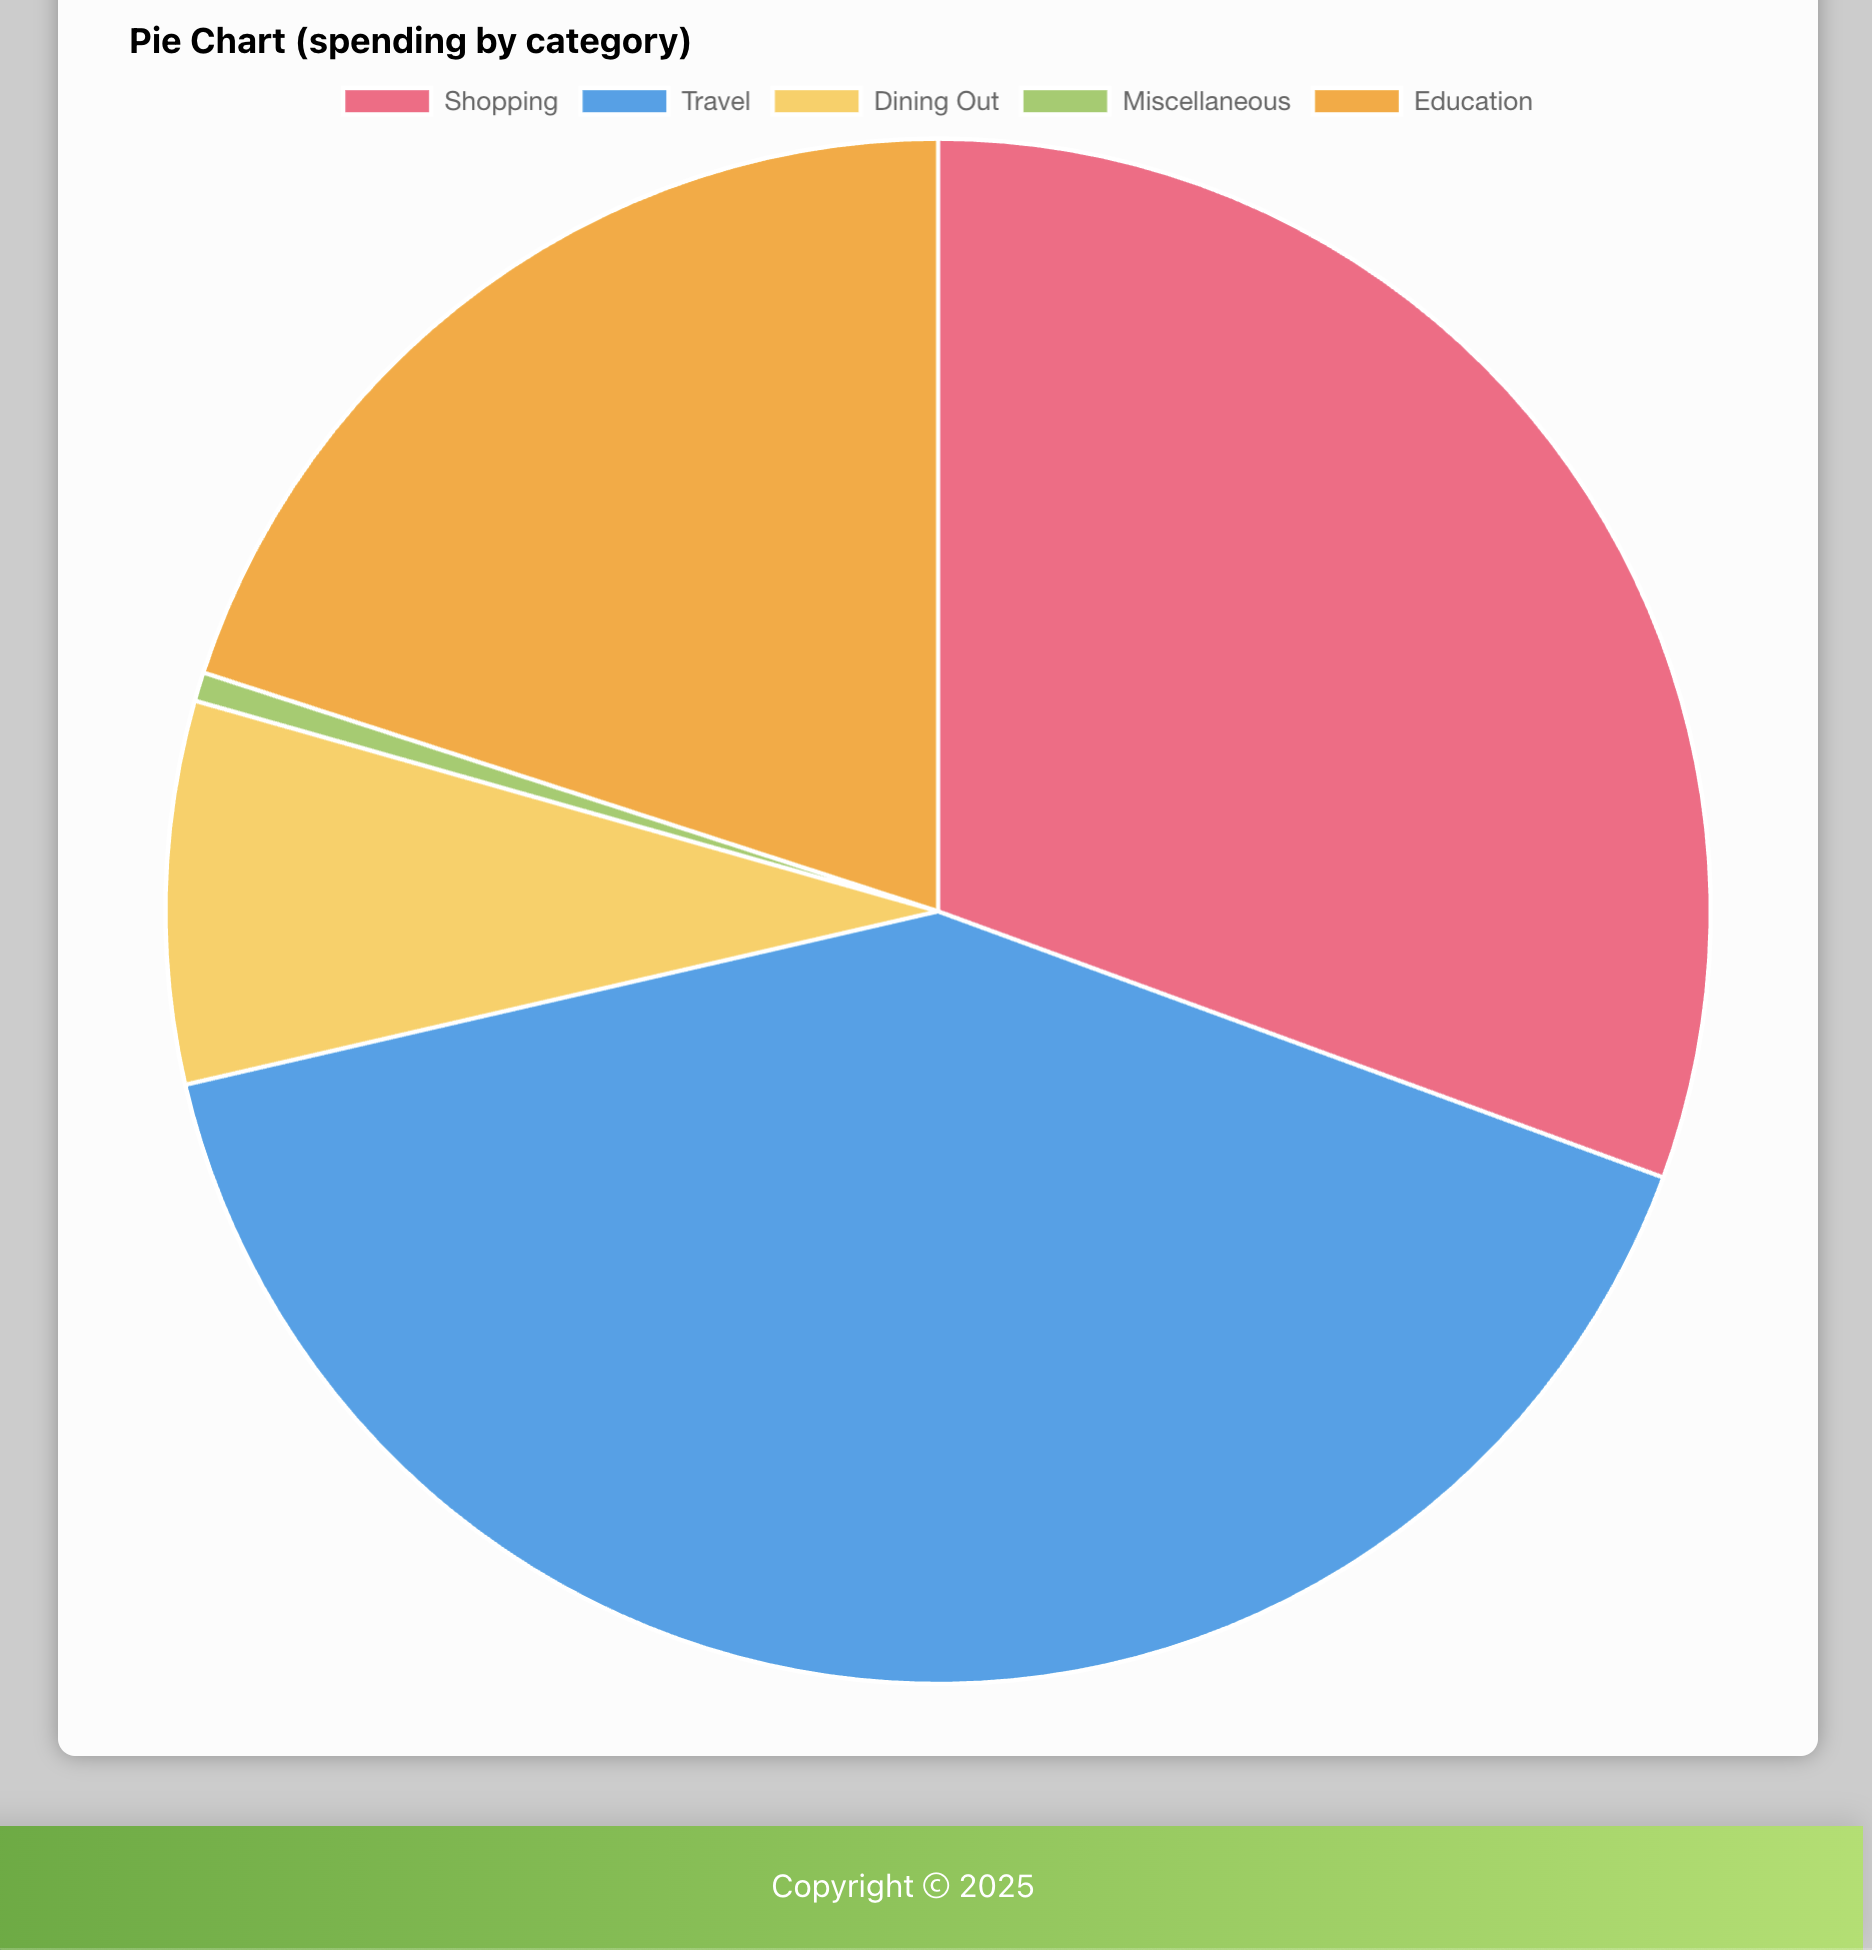 Pie Chart (spending by category)
Shopping Travel Dining Out Miscellaneous Education
Copyright © 2025